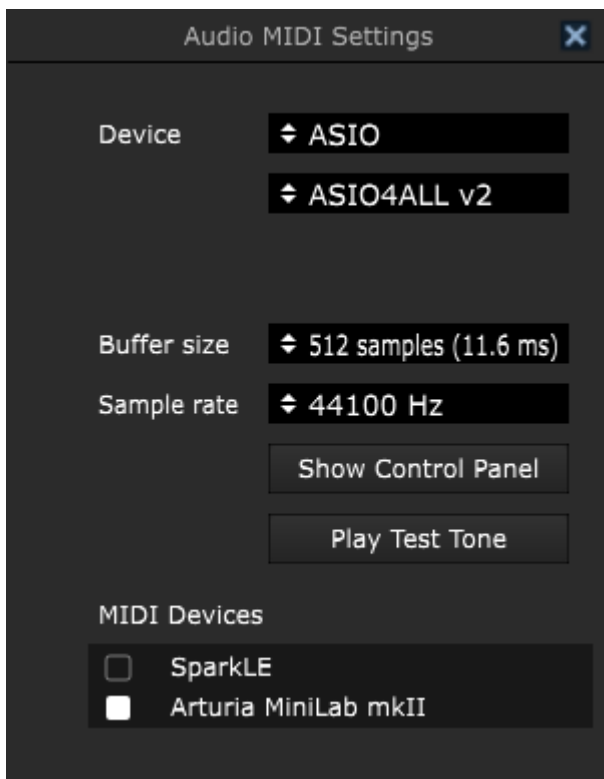 Audio MIDI Settings
Device
ASIO
ASIO4ALL v2
Buffer size
512 samples (11.6 ms)
Sample rate
44100 Hz
Show Control Panel
Play Test Tone
MIDI Devices
SparkLE
Arturia MiniLab mkII